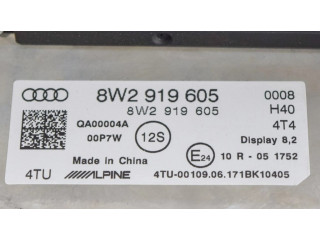 8W2 919 605 0008
8W2 919 605 H40
QA00004A 4T4
00P7W 12S Display 8,2
Made in China E24 10 R - 05 1752
4TU ALPINE 4TU-00109.06.171BK10405